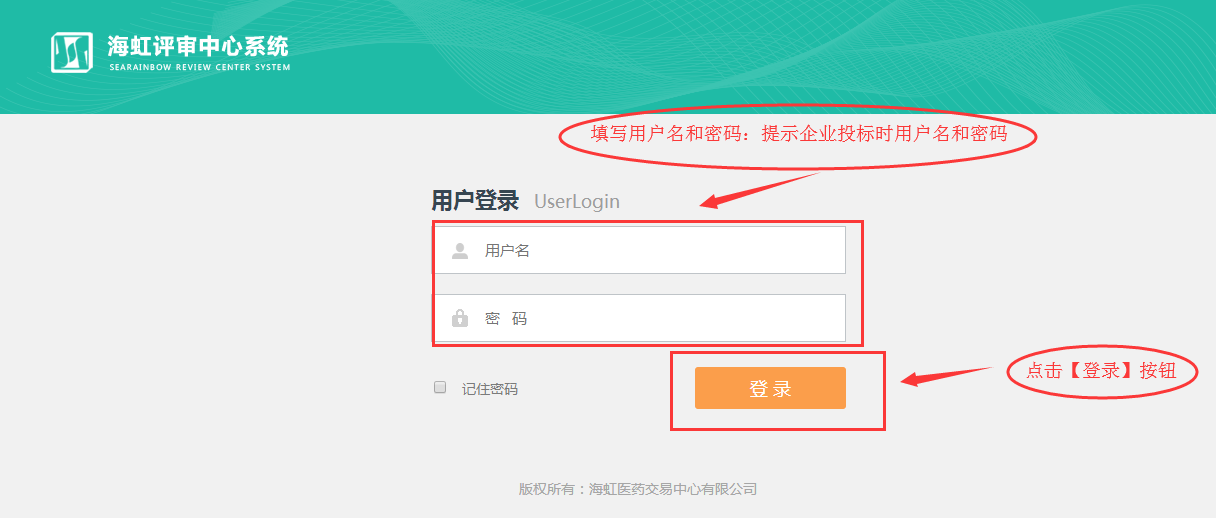 海虹评审中心系统
SEARAINBOW REVIEW CENTER SYSTEM
填写用户名和密码：提示企业投标时用户名和密码
用户登录 UserLogin
用户名
密 码
记住密码
登录
点击【登录】按钮
版权所有：海虹医药交易中心有限公司